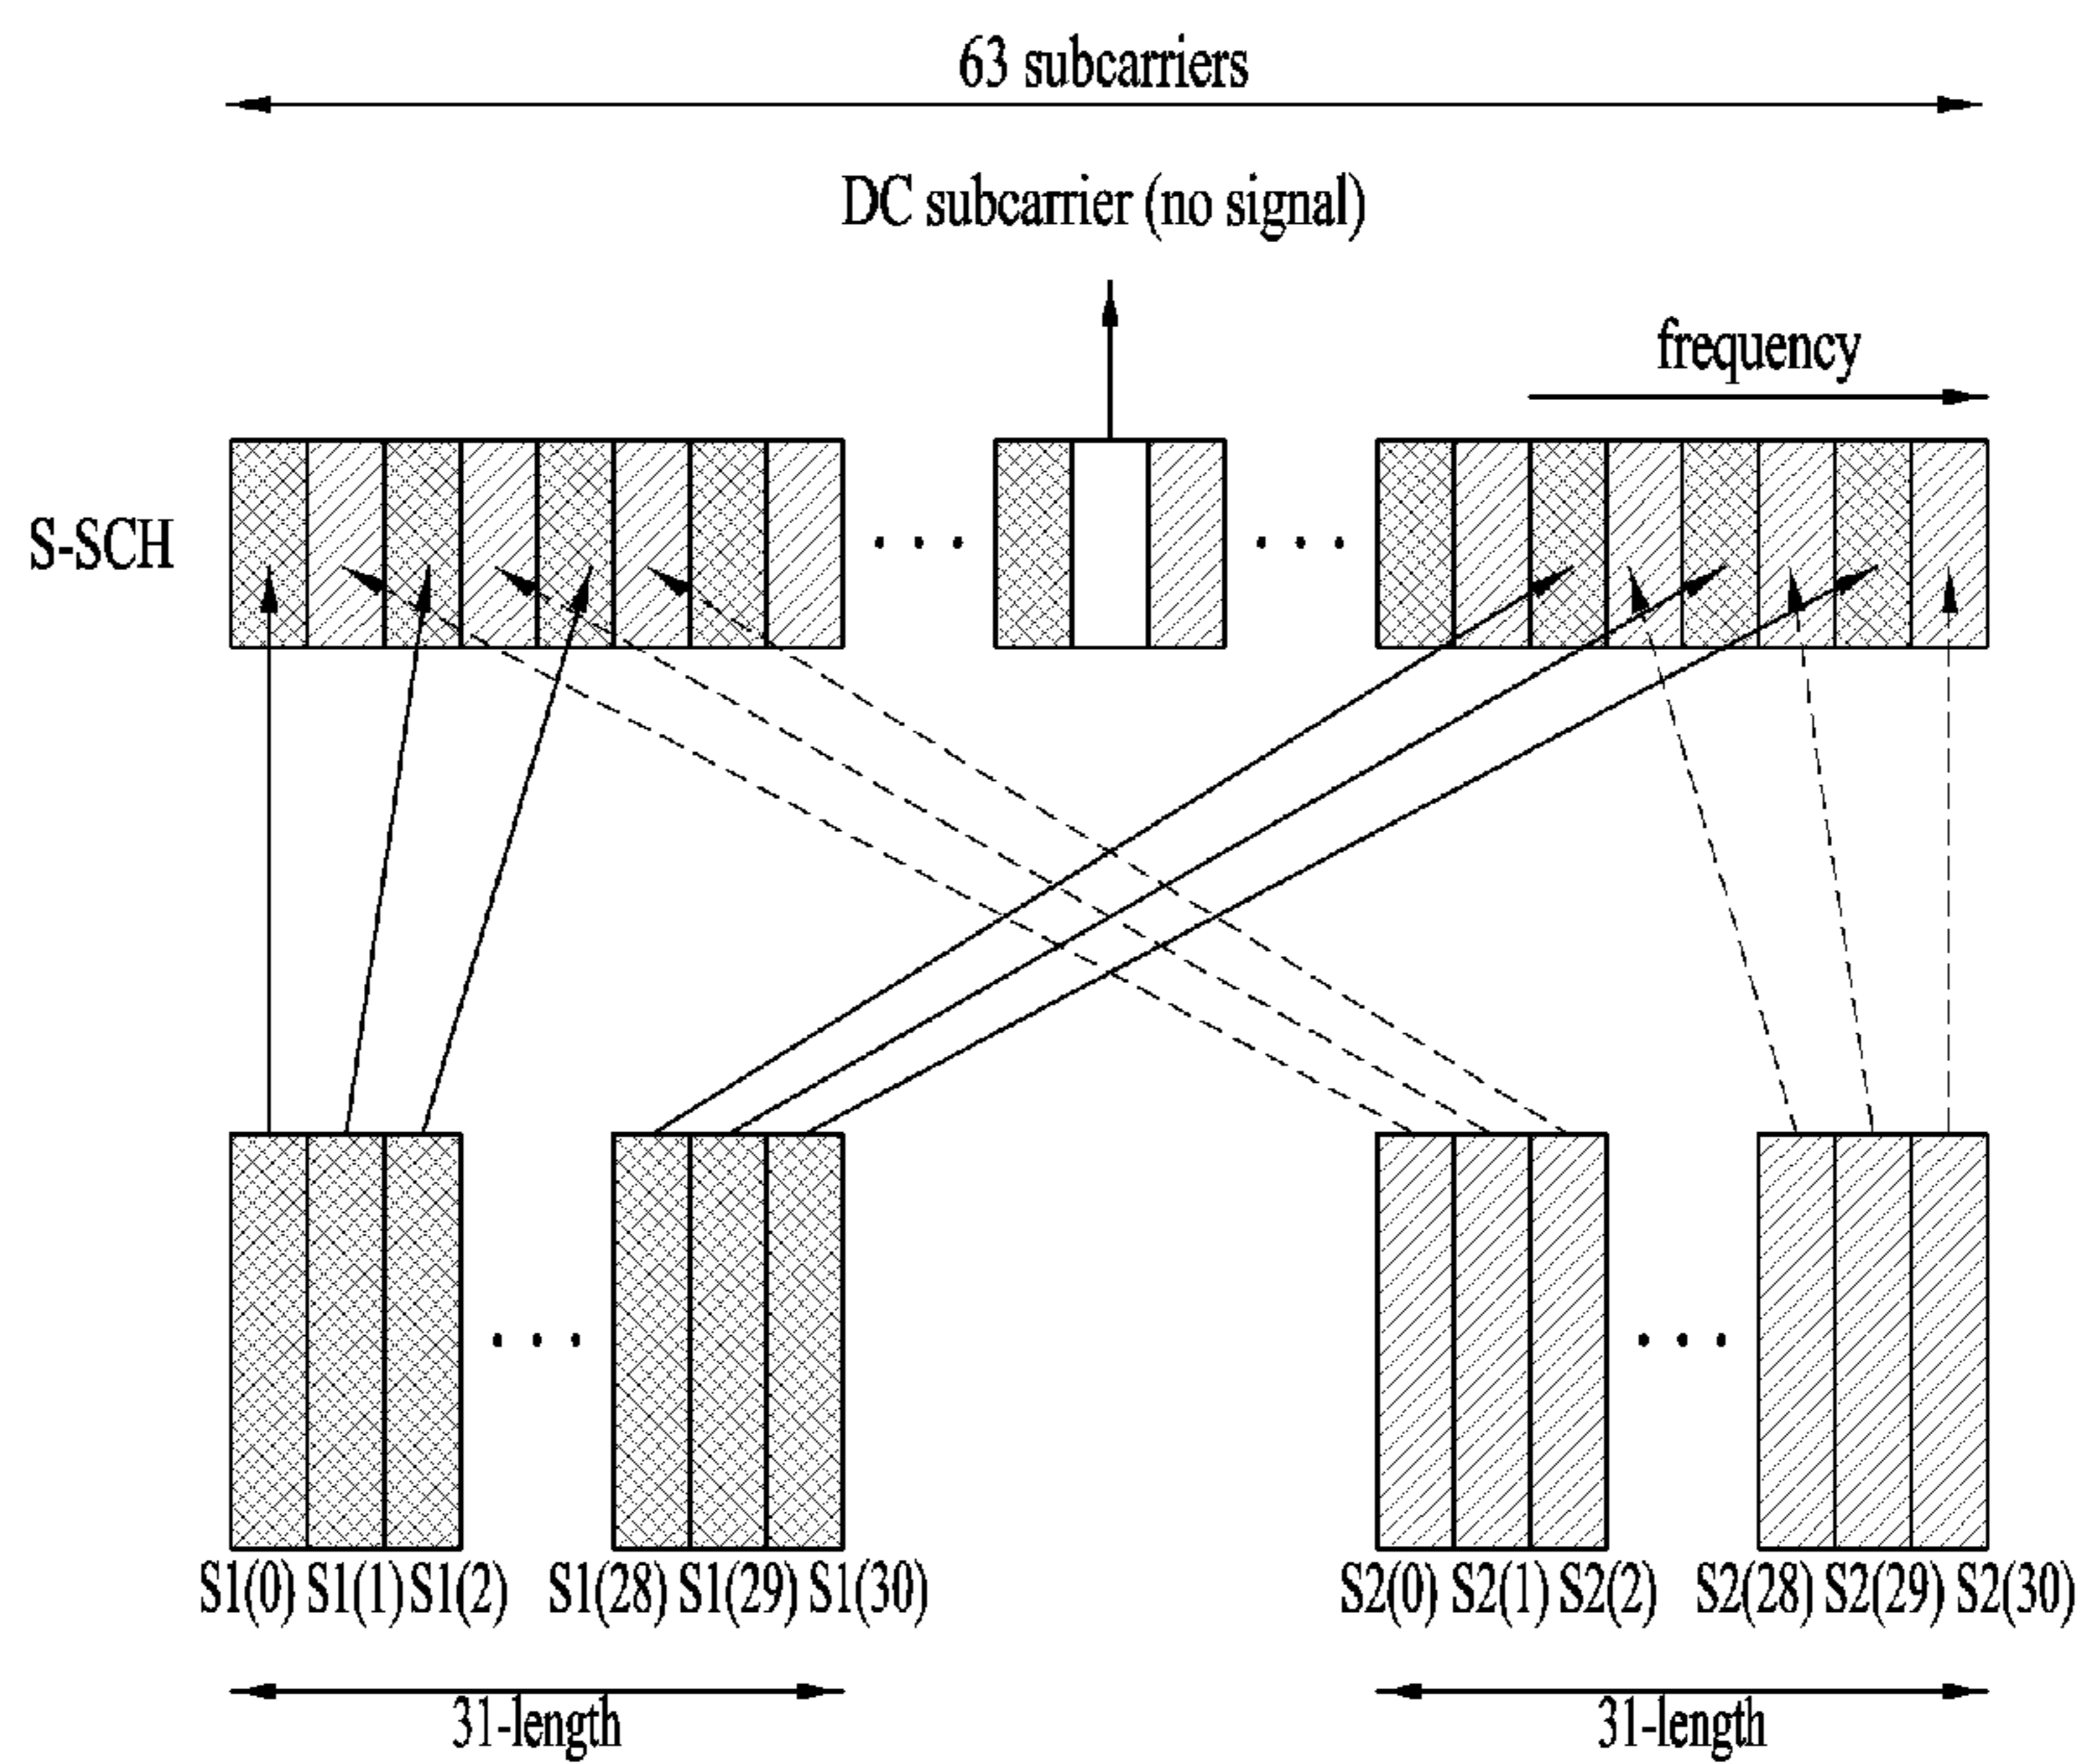 63 subcarriers
DC subcarrier (no signal)
frequency
S-SCH
S1(0) S1(1) S1(2) S1(28) S1(29) S1(30) S2(0) S2(1) S2(2) S2(28) S2(29) S2(30)
31-length 31-length